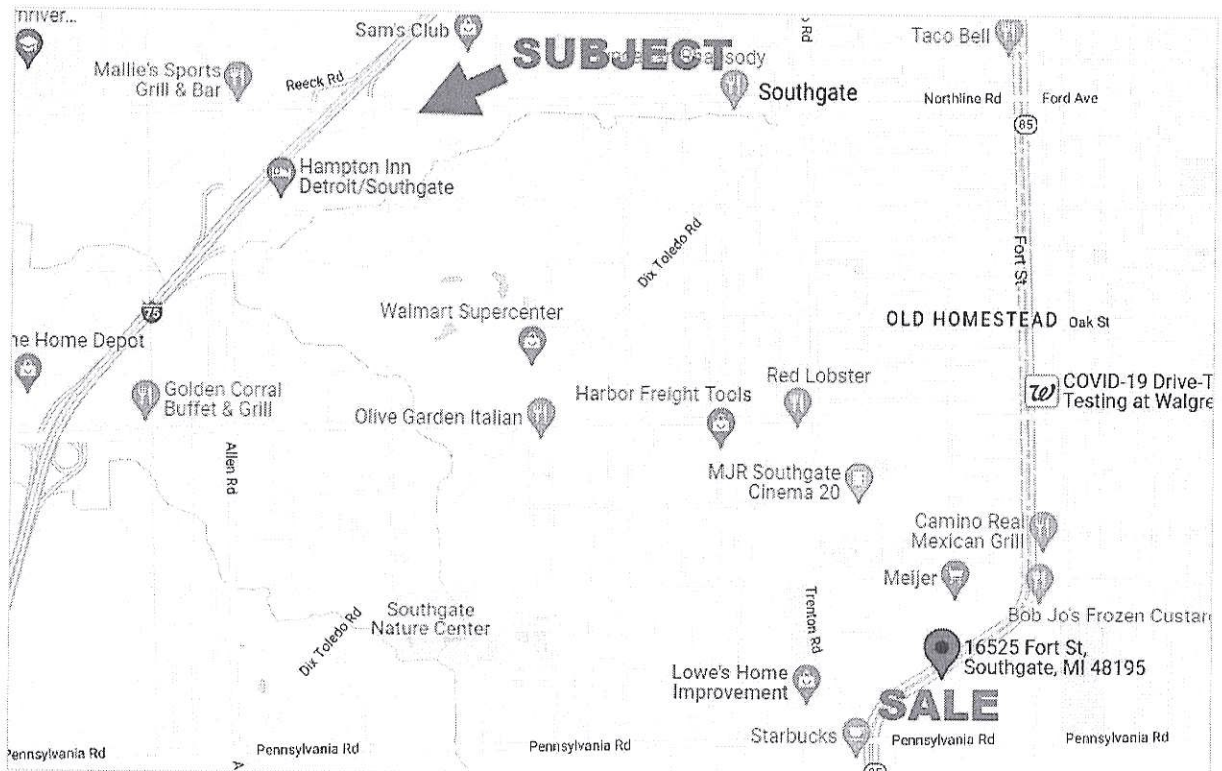 Sam's Club
SUBJECT
Rd
Taco Bell
Mallie's Sports
Grill & Bar
Reeck Rd
Southgate
Northline Rd
Ford Ave
85
Hampton Inn
Detroit/Southgate
Dix Toledo Rd
Fort St
75
Walmart Supercenter
OLD HOMESTEAD
Oak St
he Home Depot
Golden Corral
Buffet & Grill
Harbor Freight Tools
Red Lobster
COVID-19 Drive-T
Testing at Walgre
Olive Garden Italian
Allen Rd
MJR Southgate
Cinema 20
Camino Real
Mexican Grill
Meijer
Bob Jo's Frozen Custar
Southgate
Nature Center
Dix Toledo Rd
Trenton Rd
16525 Fort St,
Southgate, MI 48195
Lowe's Home
Improvement
SALE
Starbucks
Pennsylvania Rd
Pennsylvania Rd
Pennsylvania Rd
Pennsylvania Rd
Pennsylvania Rd
85